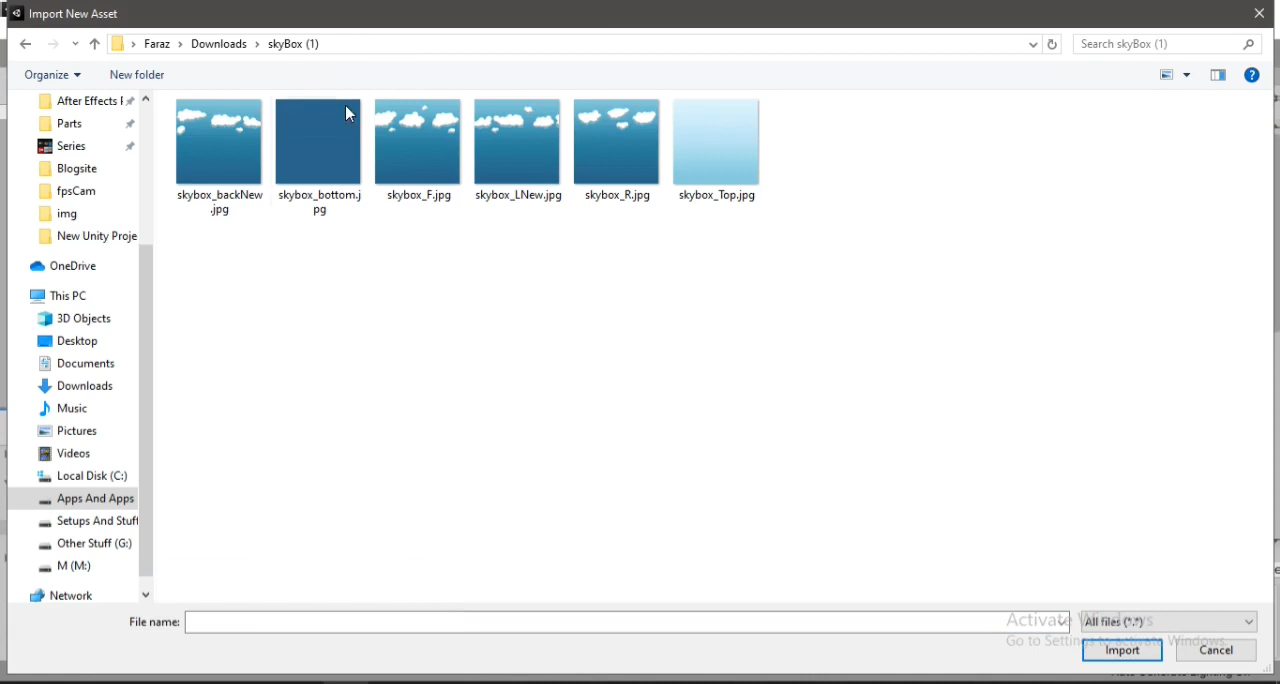 Import New Asset
Faraz > Downloads > skyBox (1)
Search skyBox (1)
Organize
New folder
After Effects F
Parts
Series
Blogsite
fpsCam
img
New Unity Proje
OneDrive
This PC
3D Objects
Desktop
Documents
Downloads
Music
Pictures
Videos
Local Disk (C:)
Apps And Apps
Setups And Stuff
Other Stuff (G:)
M (M:)
Network
skybox_backNew
.jpg
skybox_bottom.j
pg
skybox_F.jpg
skybox_LNew.jpg
skybox_R.jpg
skybox_Top.jpg
File name:
All files (*.*)
Activate Windows
Go to Settings to activate Windows.
Import
Cancel